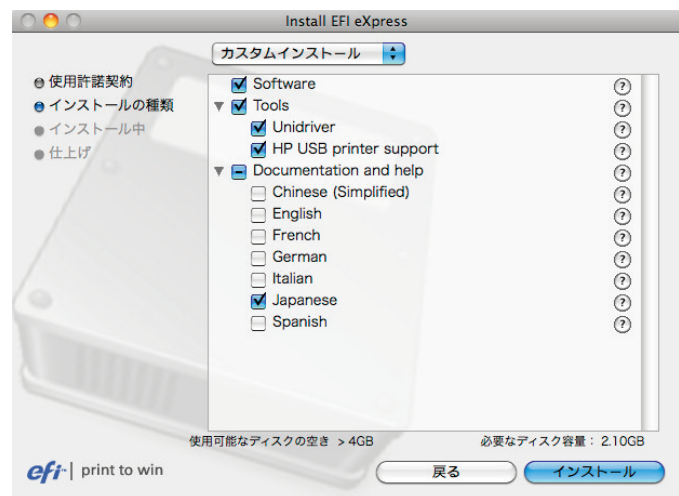 Install EFI eXpress
カスタムインストール
使用許諾契約
インストールの種類
インストール中
仕上げ
Software
?
Tools
?
Unidriver
?
HP USB printer support
?
Documentation and help
?
Chinese (Simplified)
?
English
?
French
?
German
?
Italian
?
Japanese
?
Spanish
?
使用可能なディスクの空き > 4GB
必要なディスク容量： 2.10GB
efi™ | print to win
戻る
インストール